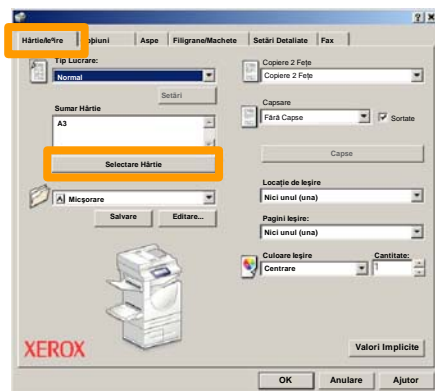 Hârtie/Ieºire
Aspe
Filigrane/Machete
Setări Detaliate
Fax
Tip Lucrare:
Normal
Setări
Sumar Hârtie
A3
Selectare Hârtie
Micşorare
Salvare
Editare...
XEROX
Copiere 2 Feţe
Copiere 2 Feţe
Capsare
Fără Capse
Sortate
Capse
Locaţie de Ieşire
Nici unul (una)
Pagini Ieşire:
Nici unul (una)
Culoare Ieşire
Cantitate:
Centrare
1
Valori Implicite
OK
Anulare
Ajutor